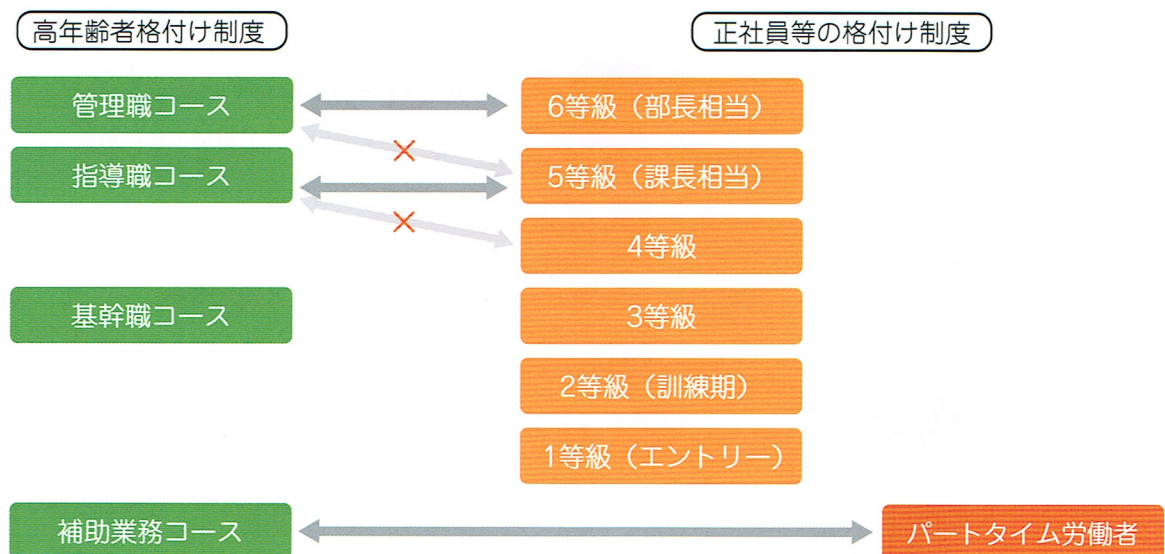 高年齢者格付け制度
正社員等の格付け制度
管理職コース
6等級（部長相当）
指導職コース
5等級（課長相当）
4等級
基幹職コース
3等級
2等級（訓練期）
1等級（エントリー）
補助業務コース
パートタイム労働者